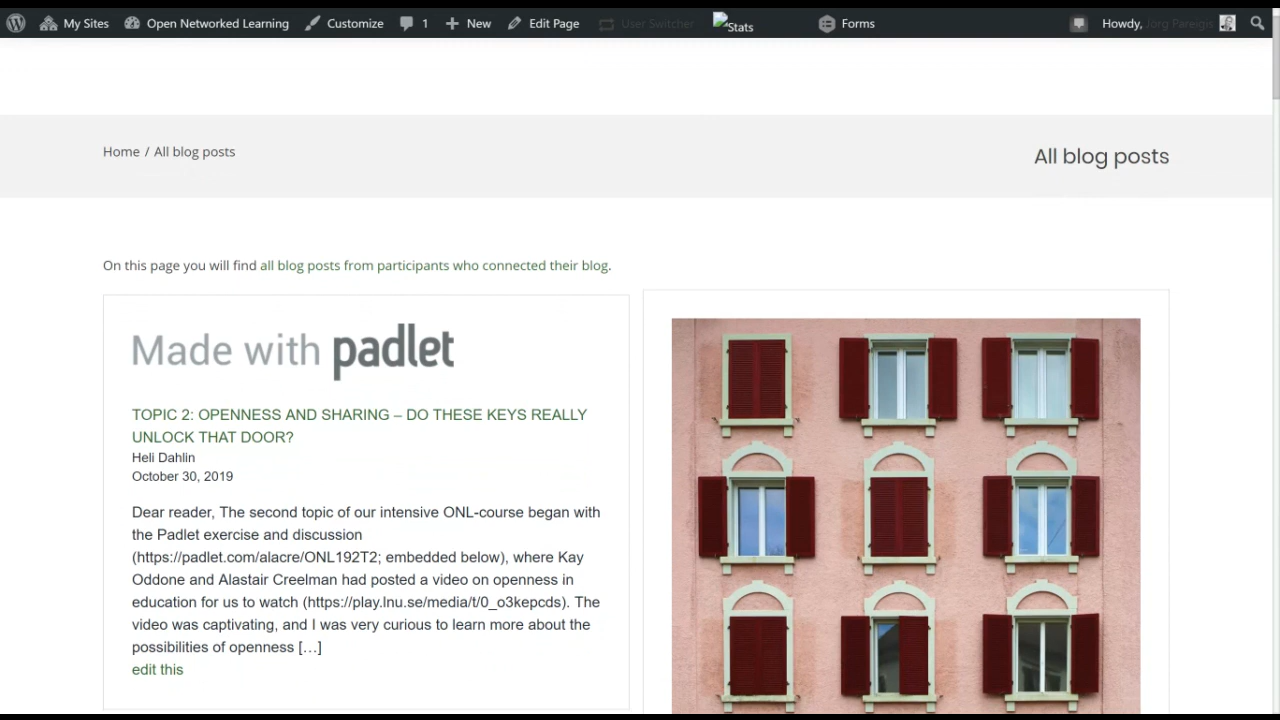 My Sites Open Networked Learning Customize 1 New Edit Page User Switcher Stats Forms Howdy, Jörg Pareigis
Home / All blog posts
All blog posts
On this page you will find all blog posts from participants who connected their blog.
Made with padlet
TOPIC 2: OPENNESS AND SHARING – DO THESE KEYS REALLY
UNLOCK THAT DOOR?
Heli Dahlin
October 30, 2019
Dear reader, The second topic of our intensive ONL-course began with
the Padlet exercise and discussion
(https://padlet.com/alacre/ONL192T2; embedded below), where Kay
Oddone and Alastair Creelman had posted a video on openness in
education for us to watch (https://play.lnu.se/media/t/0_o3kepcds). The
video was captivating, and I was very curious to learn more about the
possibilities of openness […]
edit this